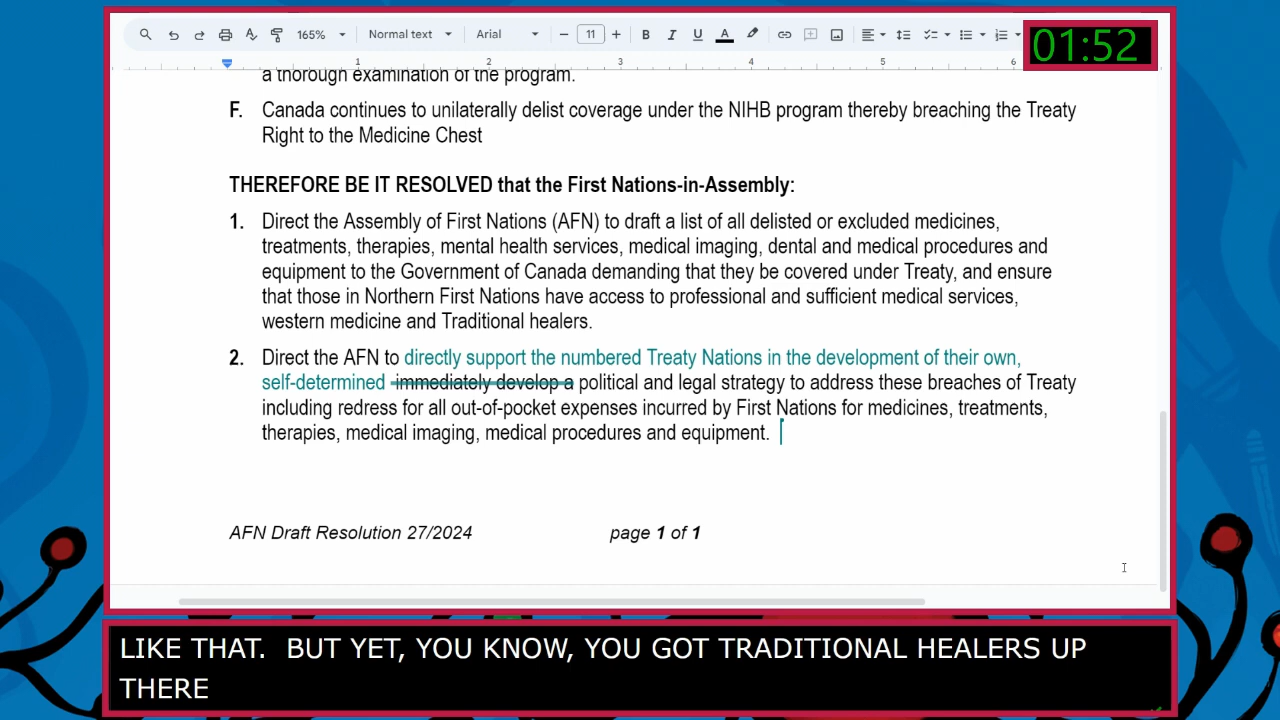 165%
Normal text
Arial
− 11 +
B I U A
01:52
1 2 3 4 5 6
a thorough examination of the program.
F. Canada continues to unilaterally delist coverage under the NIHB program thereby breaching the Treaty
Right to the Medicine Chest
THEREFORE BE IT RESOLVED that the First Nations-in-Assembly:
1. Direct the Assembly of First Nations (AFN) to draft a list of all delisted or excluded medicines,
treatments, therapies, mental health services, medical imaging, dental and medical procedures and
equipment to the Government of Canada demanding that they be covered under Treaty, and ensure
that those in Northern First Nations have access to professional and sufficient medical services,
western medicine and Traditional healers.
2. Direct the AFN to directly support the numbered Treaty Nations in the development of their own,
self-determined immediately develop a political and legal strategy to address these breaches of Treaty
including redress for all out-of-pocket expenses incurred by First Nations for medicines, treatments,
therapies, medical imaging, medical procedures and equipment.
AFN Draft Resolution 27/2024 page 1 of 1
LIKE THAT. BUT YET, YOU KNOW, YOU GOT TRADITIONAL HEALERS UP
THERE